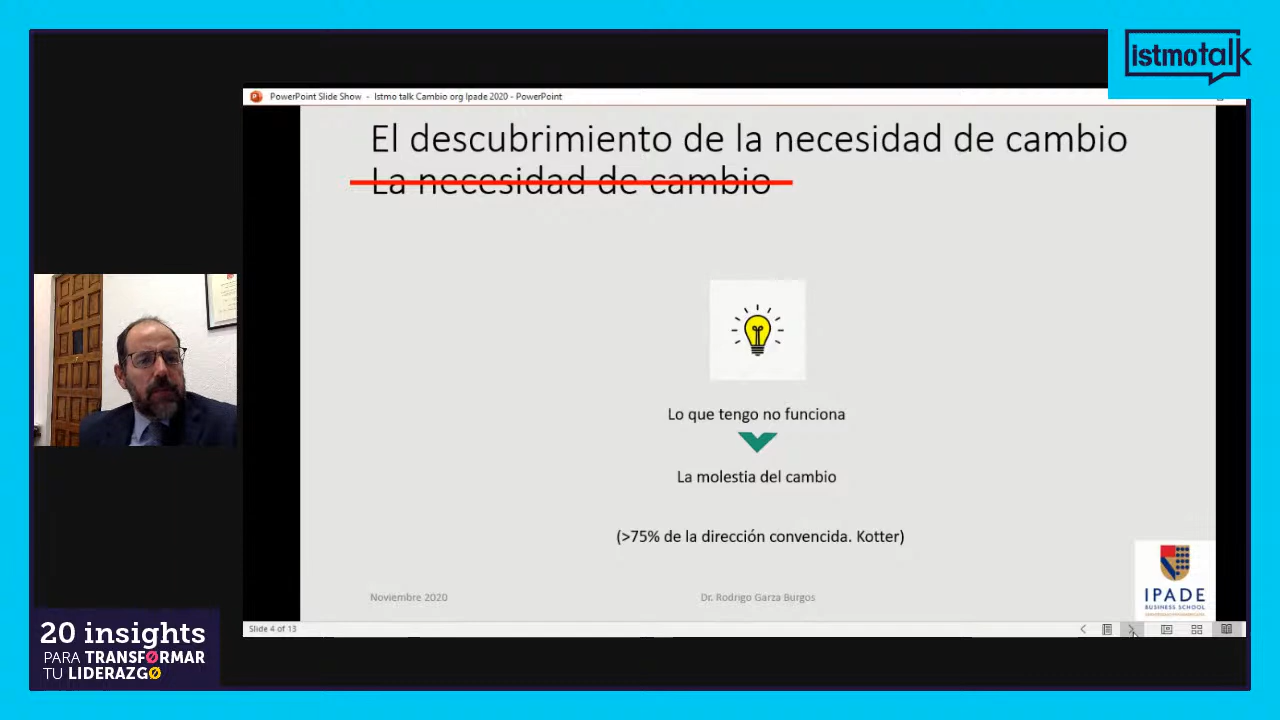 istmotalk
PowerPoint Slide Show - Istmo talk Cambio org Ipade 2020 - PowerPoint
El descubrimiento de la necesidad de cambio
La necesidad de cambio
Lo que tengo no funciona
La molestia del cambio
(>75% de la dirección convencida. Kotter)
Noviembre 2020
Dr. Rodrigo Garza Burgos
IPADE
BUSINESS SCHOOL
Slide 4 of 13
20 insights
PARA TRANSFØRMAR
TU LIDERAZGØ